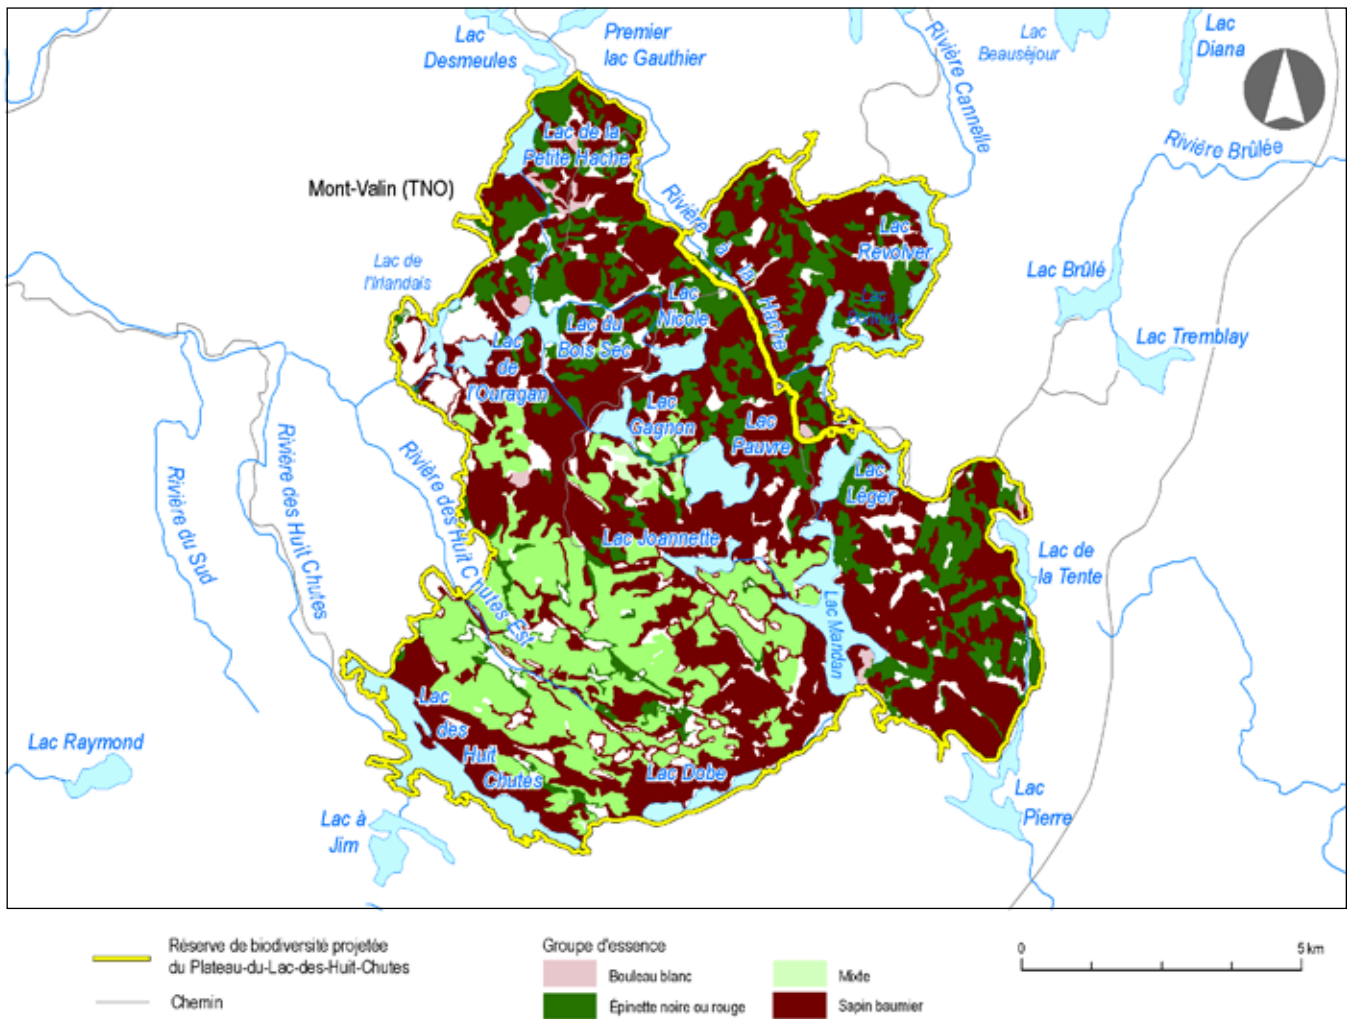 Lac
Desmeules
Premier
lac Gauthier
Rivière Cannelle
Lac
Beauséjour
Lac
Diana
Rivière Brûlée
Lac de la
Petite Hache
Mont-Valin (TNO)
Rivière à la Hache
Lac
Revolver
Lac de
l'Irlandais
Lac Brûlé
Lac
Nicole
Lac
Lac du
Bois Sec
Lac
de
l'Ouragan
Lac Tremblay
Lac
Gagnon
Lac
Pauvre
Lac
Léger
Rivière du Sud
Rivière des Huit Chutes
Rivière des Huit Chutes Est
Lac Joannette
Lac de
la Tente
Lac Mandan
Lac
des
Huit
Chutes
Lac Raymond
Lac Dobe
Lac
Pierre
Lac à
Jim
Réserve de biodiversité projetée
du Plateau-du-Lac-des-Huit-Chutes
Chemin
Groupe d'essence
Bouleau blanc
Épinette noire ou rouge
Mixte
Sapin baumier
0
5 km